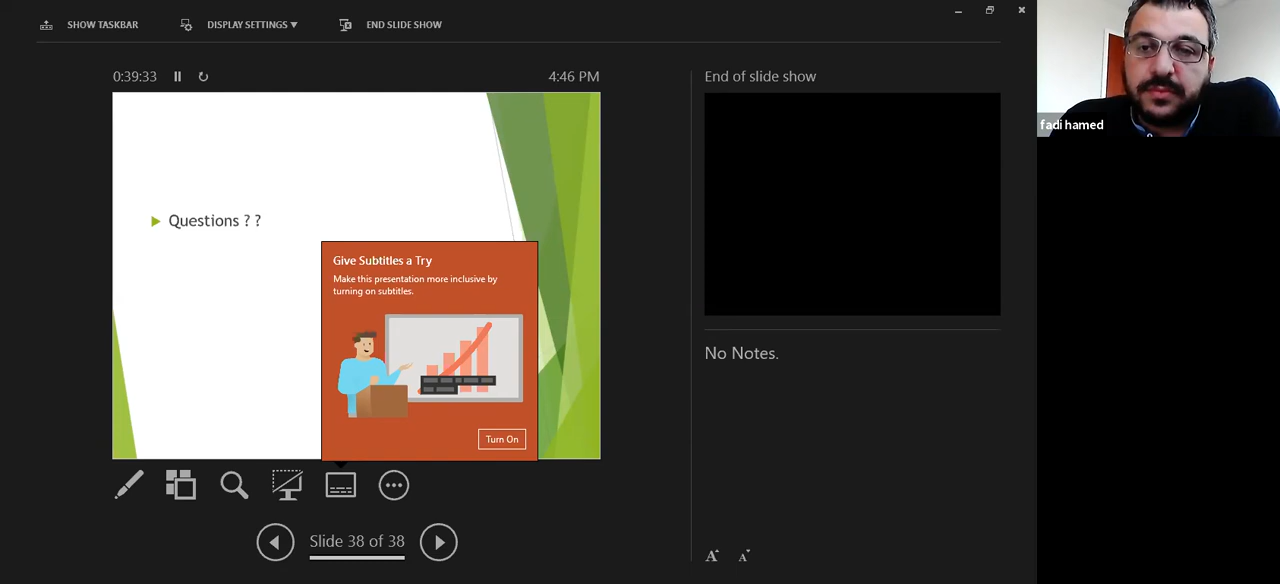 SHOW TASKBAR
DISPLAY SETTINGS ▼
END SLIDE SHOW
0:39:33
4:46 PM
End of slide show
fadi hamed
Questions ? ?
Give Subtitles a Try
Make this presentation more inclusive by
turning on subtitles.
Turn On
No Notes.
Slide 38 of 38
A
A